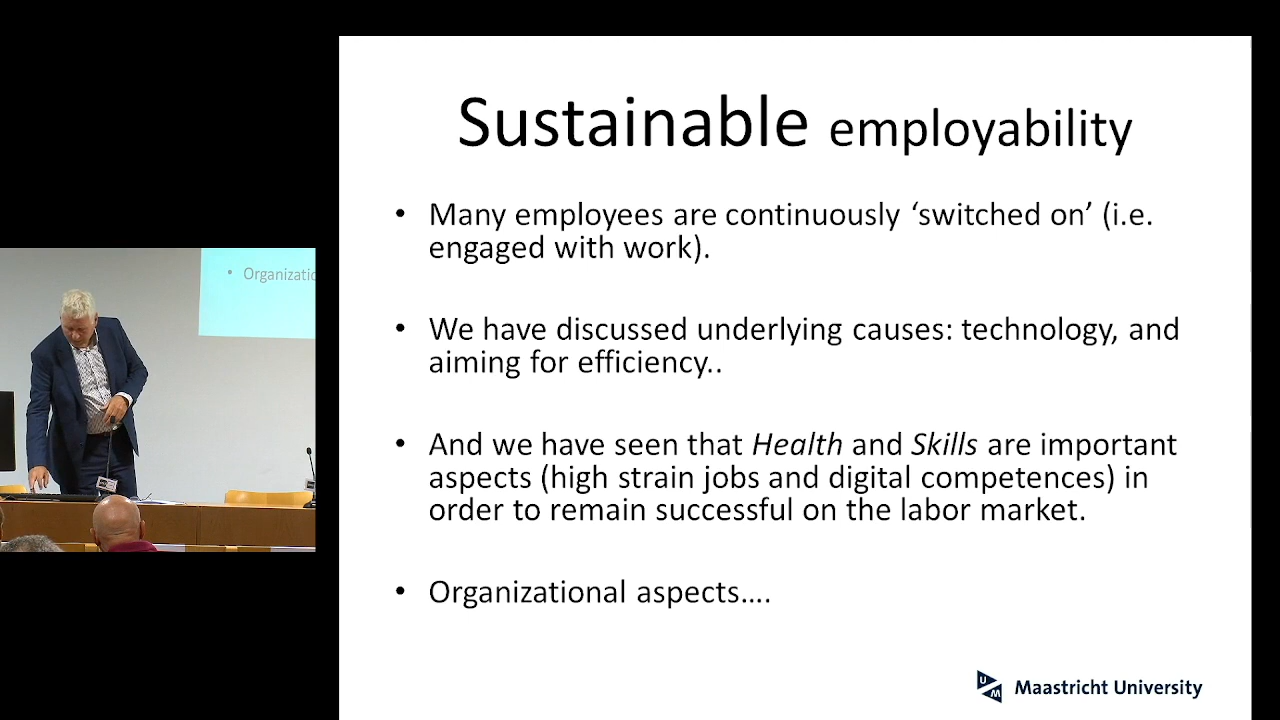 Sustainable employability
• Many employees are continuously ‘switched on’ (i.e.
engaged with work).
• We have discussed underlying causes: technology, and
aiming for efficiency..
• And we have seen that Health and Skills are important
aspects (high strain jobs and digital competences) in
order to remain successful on the labor market.
• Organizational aspects....
UM Maastricht University
• Organizatio